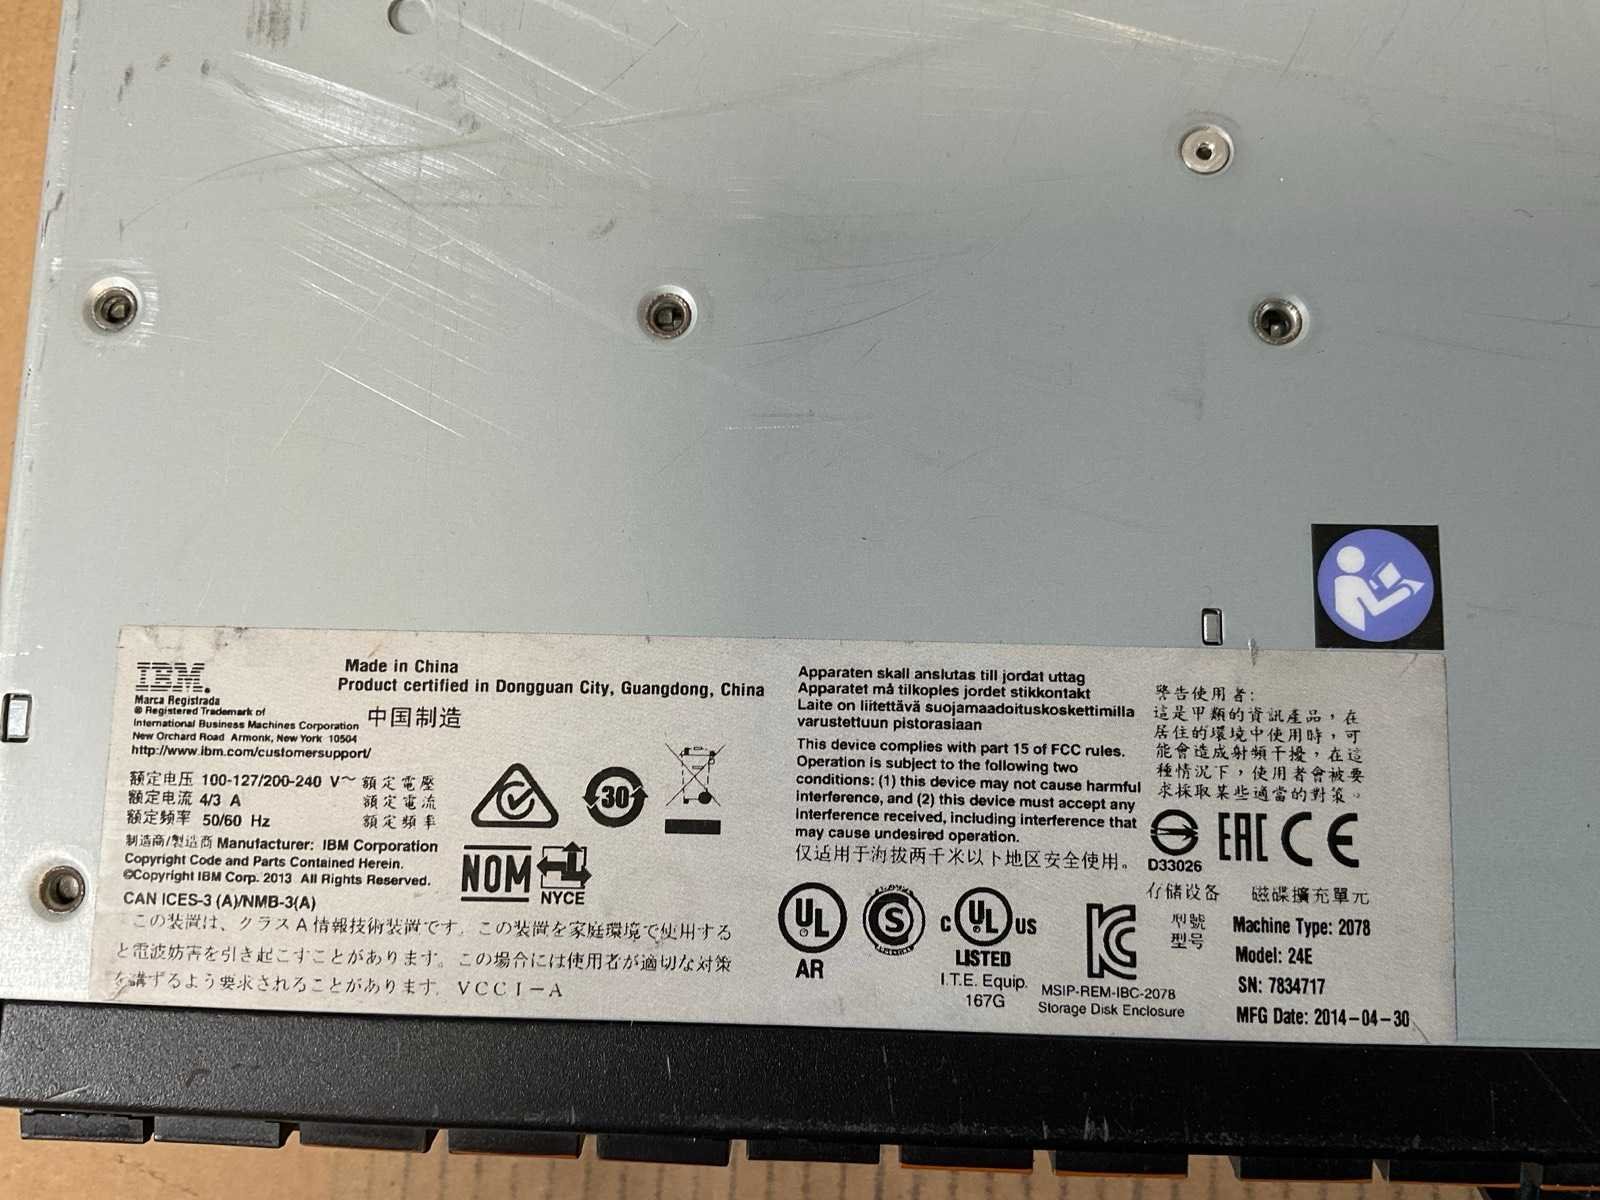 IBM.
Marca Registrada
® Registered Trademark of
International Business Machines Corporation
New Orchard Road Armonk, New York 10504
http://www.ibm.com/customersupport/
Made in China
Product certified in Dongguan City, Guangdong, China
中国制造
额定电压 100-127/200-240 V～ 額定電壓
额定电流 4/3 A 額定電流
额定频率 50/60 Hz 額定頻率
制造商/製造商 Manufacturer: IBM Corporation
Copyright Code and Parts Contained Herein.
©Copyright IBM Corp. 2013 All Rights Reserved.
CAN ICES-3 (A)/NMB-3(A)
この装置は、クラスA情報技術装置です。この装置を家庭環境で使用する
と電波妨害を引き起こすことがあります。この場合には使用者が適切な対策
を講ずるよう要求されることがあります。VCCI-A
30
NOM
NYCE
Apparaten skall anslutas till jordat uttag
Apparatet må tilkoples jordet stikkontakt
Laite on liitettävä suojamaadoituskoskettimilla
varustettuun pistorasiaan
This device complies with part 15 of FCC rules.
Operation is subject to the following two
conditions: (1) this device may not cause harmful
interference, and (2) this device must accept any
interference received, including interference that
may cause undesired operation.
仅适用于海拔两千米以下地区安全使用。
UL
AR
S
C UL US
LISTED
I.T.E. Equip.
167G
MSIP-REM-IBC-2078
Storage Disk Enclosure
警告使用者:
這是甲類的資訊產品，在
居住的環境中使用時，可
能會造成射頻干擾，在這
種情況下，使用者會被要
求採取某些適當的對策。
D33026
EAC CE
存储设备 磁碟擴充單元
型號
型号
Machine Type: 2078
Model: 24E
SN: 7834717
MFG Date: 2014-04-30